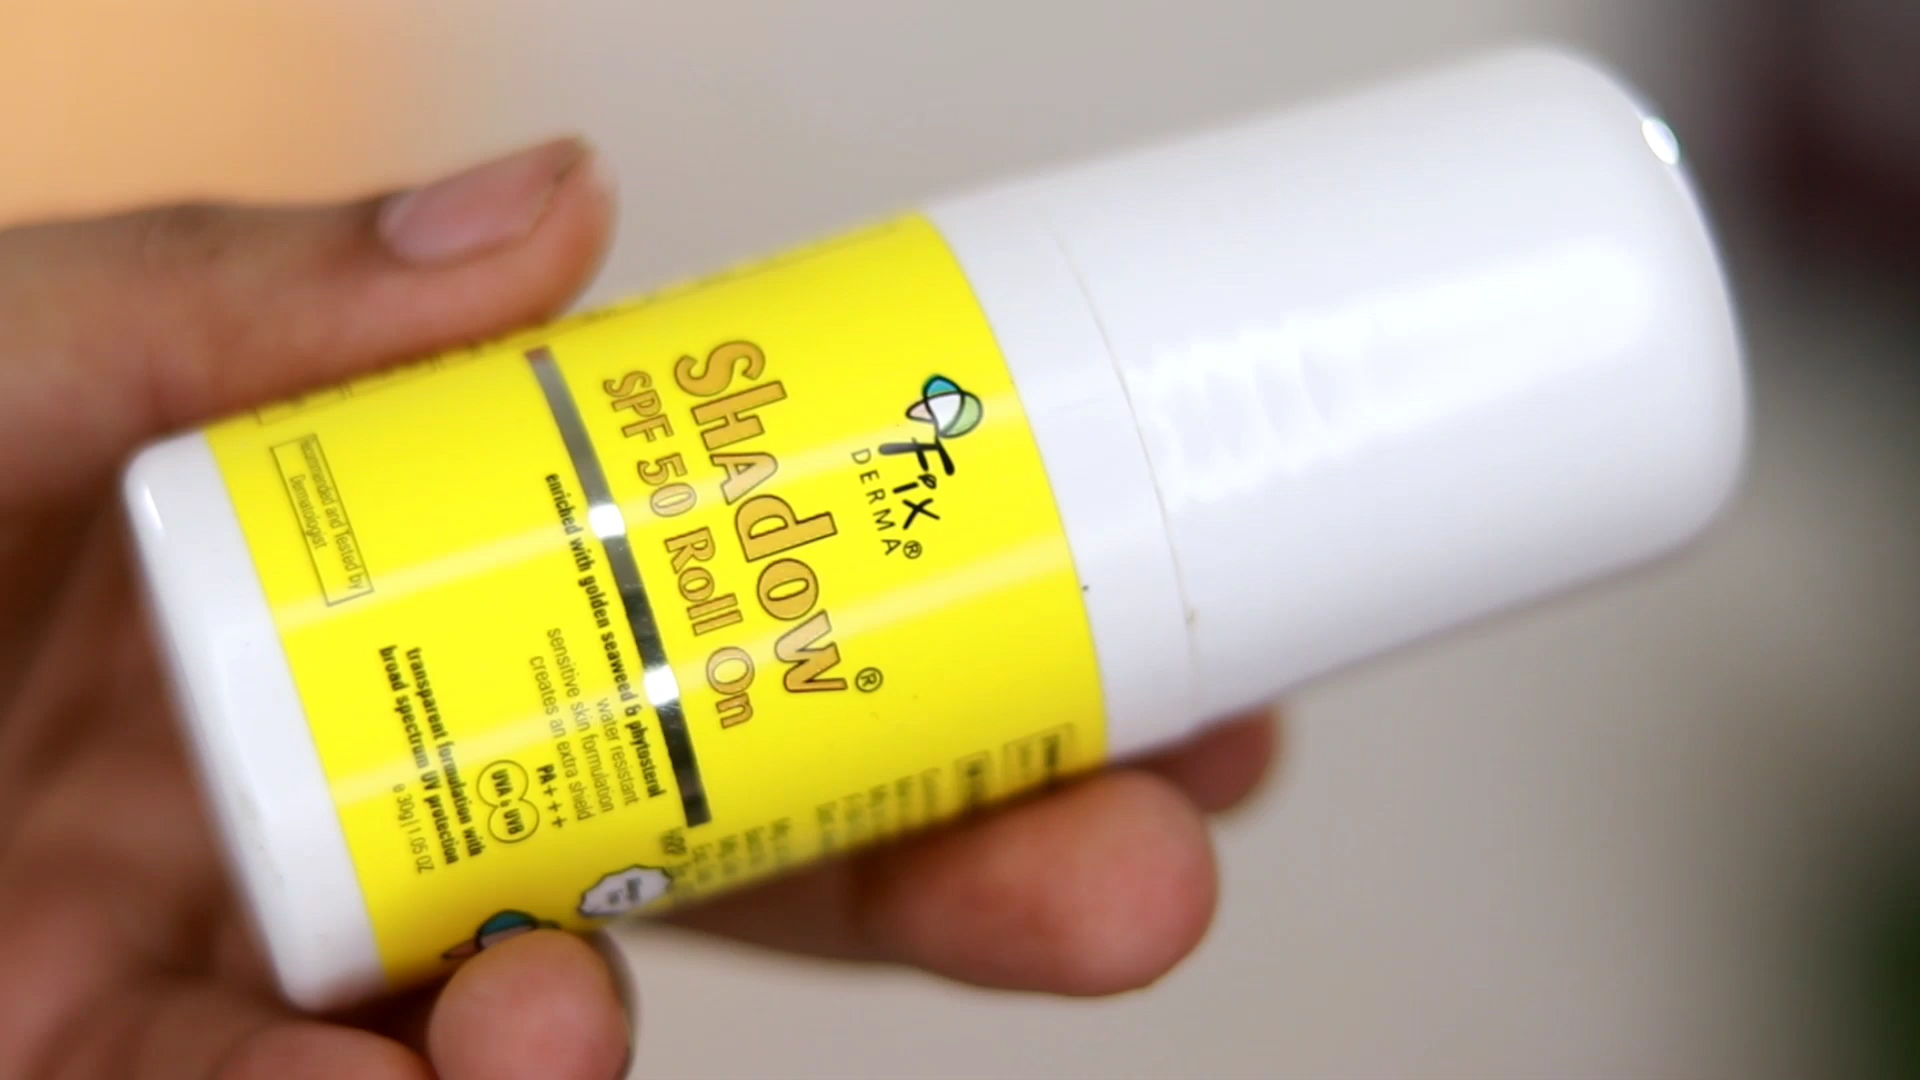 FIX
DERMA®
SHAdOW®
SPF 50 Roll On
enriched with golden seaweed & phytosterol
water resistant
sensitive skin formulation
creates an extra shield
PA+++
UVA & UVB
transparent formulation with
broad spectrum UV protection
e 30g | 1.05 OZ
Recommended and Tested by
Dermatologist